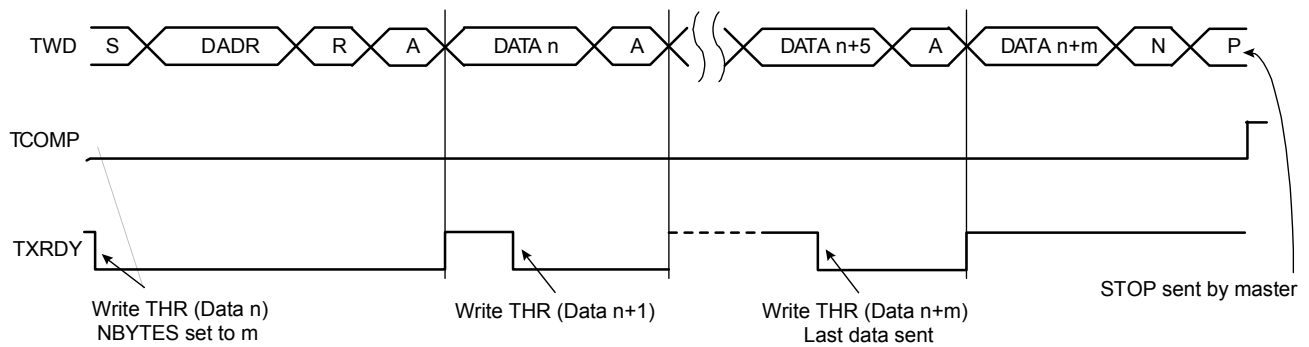 TWD S DADR R A DATA n A DATA n+5 A DATA n+m N P
TCOMP
TXRDY
Write THR (Data n)
NBYTES set to m
Write THR (Data n+1)
Write THR (Data n+m)
Last data sent
STOP sent by master